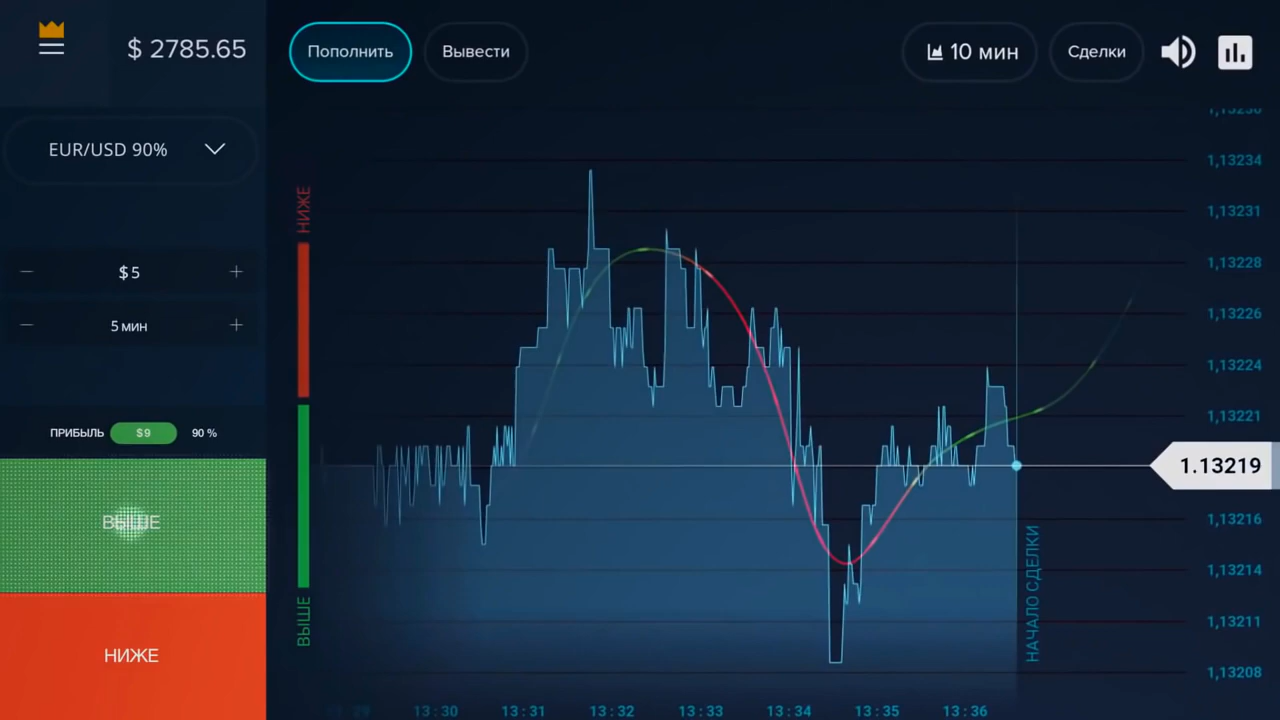 $ 2785.65
Пополнить
Вывести
10 мин
Сделки
EUR/USD 90%
− $5 +
− 5 мин +
ПРИБЫЛЬ $9 90 %
ВЫШЕ
НИЖЕ
НИЖЕ
ВЫШЕ
1,13234
1,13231
1,13228
1,13226
1,13224
1,13221
1.13219
1,13216
1,13214
1,13211
1,13208
НАЧАЛО СДЕЛКИ
13:30 13:31 13:32 13:33 13:34 13:35 13:36